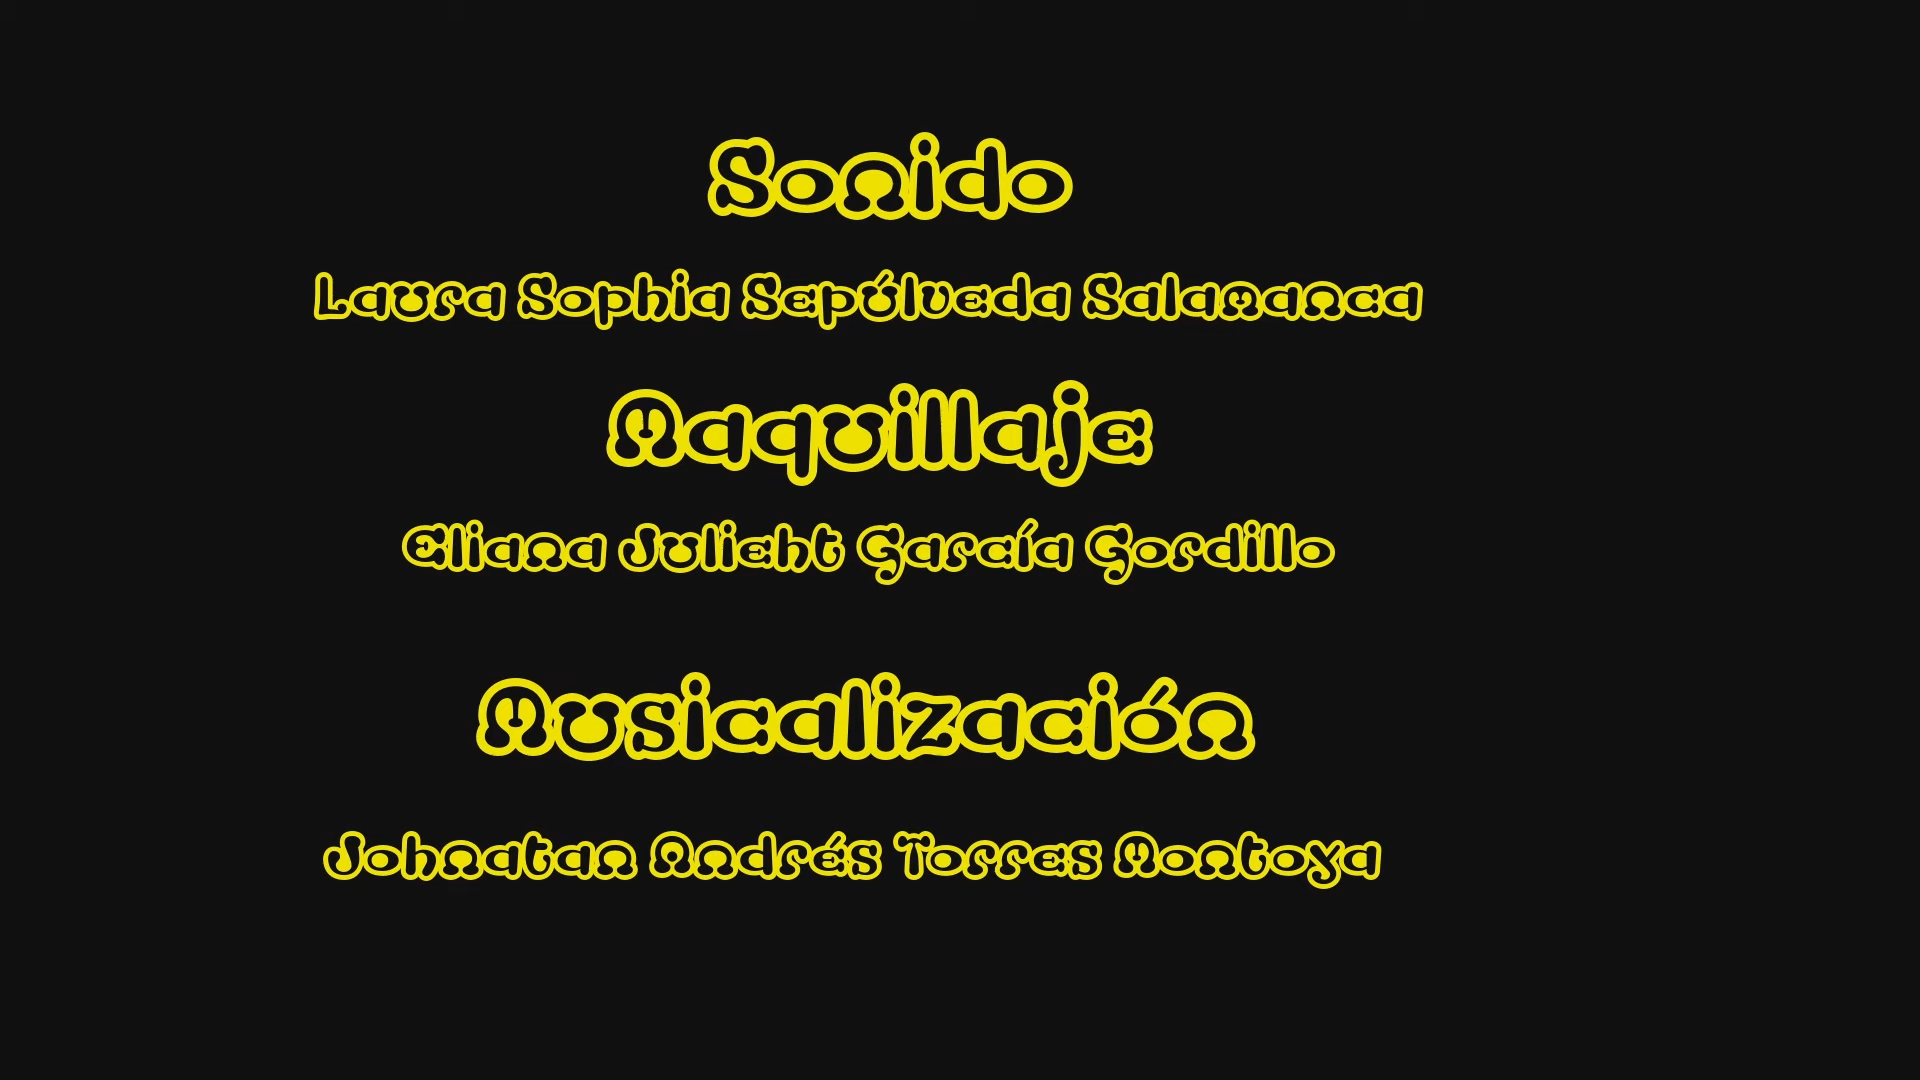 Sonido
Laura Sophia Sepúlveda Salamanca
Maquillaje
Eliana Julieht García Gordillo
Musicalización
Johnatan Andrés Torres Montoya